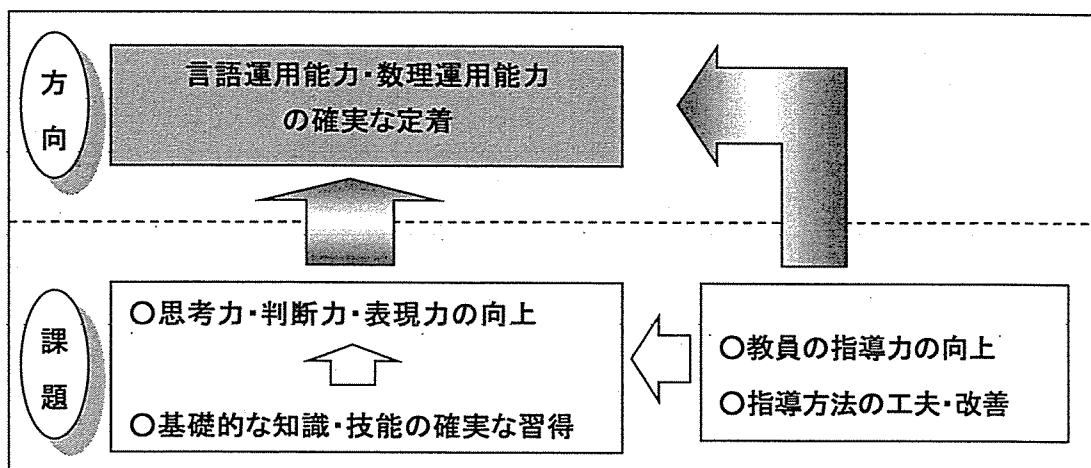 方向
言語運用能力・数理運用能力
の確実な定着
課題
○思考力・判断力・表現力の向上
○基礎的な知識・技能の確実な習得
○教員の指導力の向上
○指導方法の工夫・改善